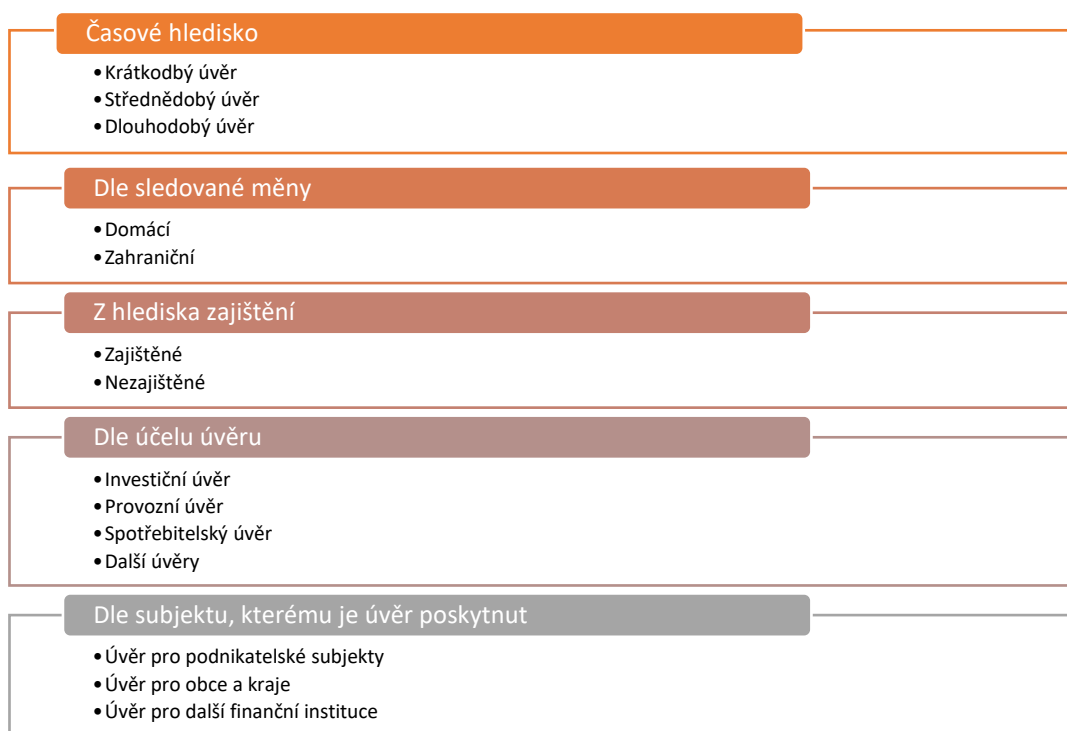 Časové hledisko
•Krátkodbý úvěr
•Střednědobý úvěr
•Dlouhodobý úvěr
Dle sledované měny
•Domácí
•Zahraniční
Z hlediska zajištění
•Zajištěné
•Nezajištěné
Dle účelu úvěru
•Investiční úvěr
•Provozní úvěr
•Spotřebitelský úvěr
•Další úvěry
Dle subjektu, kterému je úvěr poskytnut
•Úvěr pro podnikatelské subjekty
•Úvěr pro obce a kraje
•Úvěr pro další finanční instituce